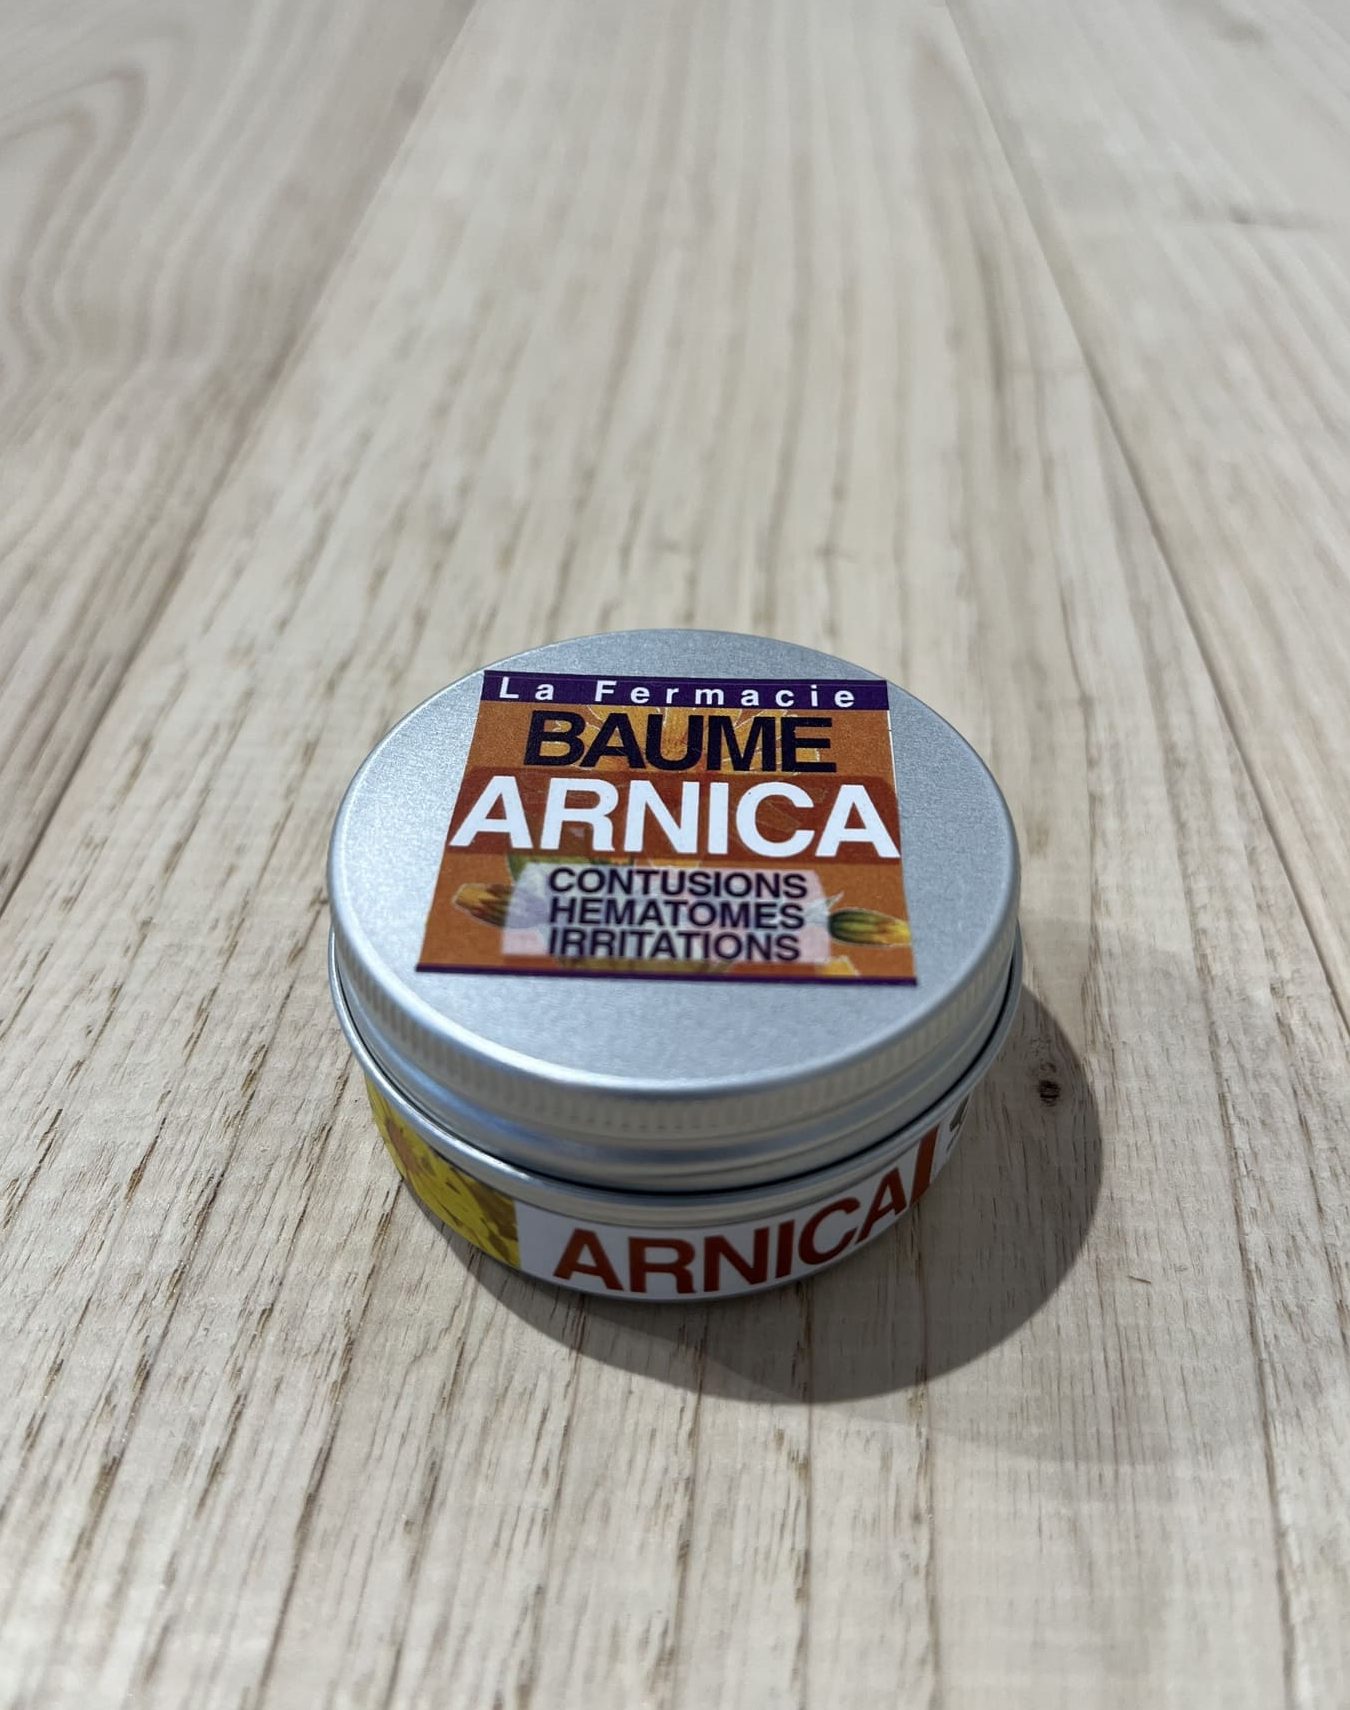 La Fermacie
BAUME
ARNICA
CONTUSIONS
HEMATOMES
IRRITATIONS
ARNICA